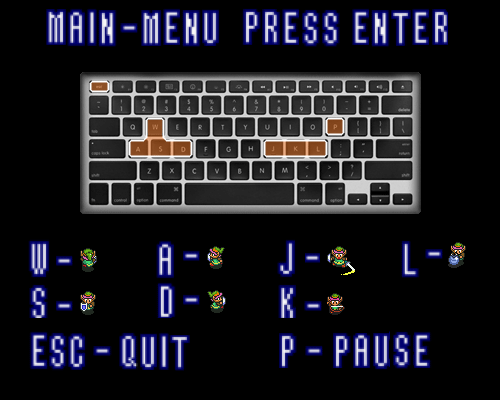 MAIN-MENU PRESS ENTER
Q W E R T Y U I O P
A S D F G H J K L
Z X C V B N M
W - A - J - L -
S - D - K -
ESC - QUIT P - PAUSE